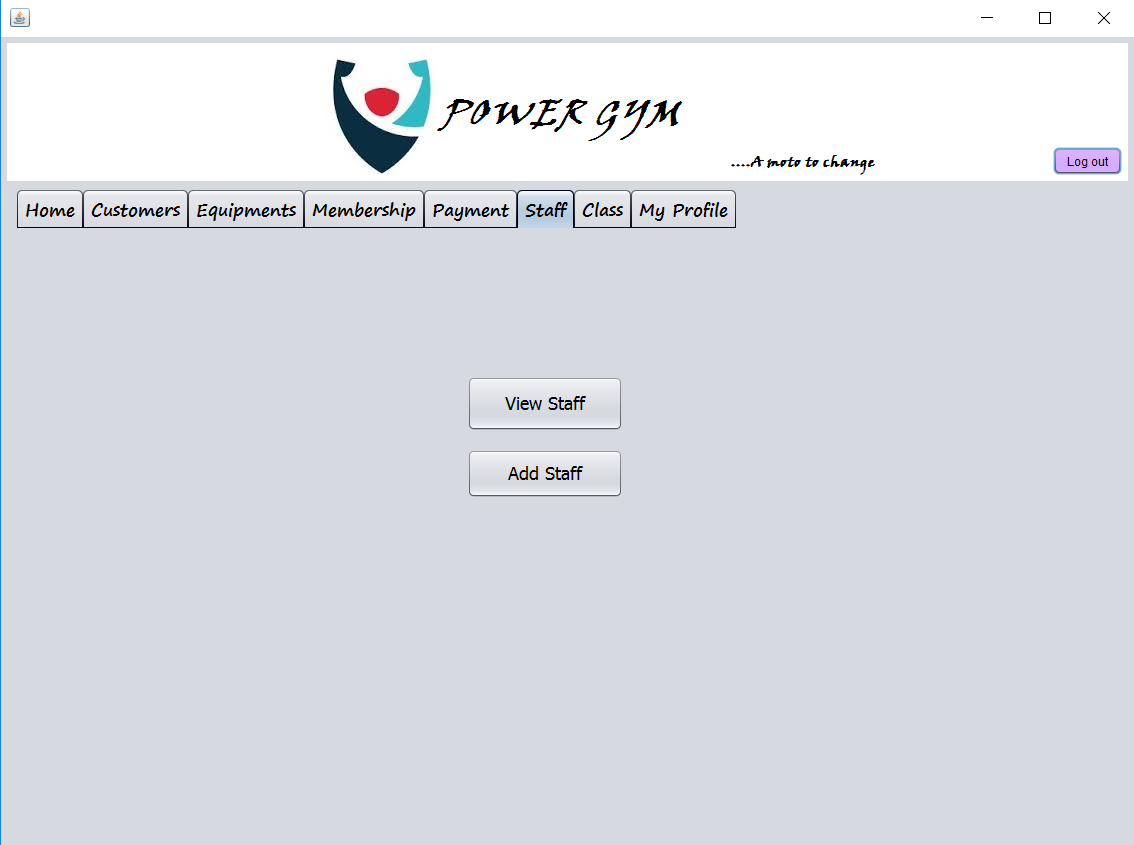 POWER GYM
....A moto to change
Log out
Home Customers Equipments Membership Payment Staff Class My Profile
View Staff
Add Staff